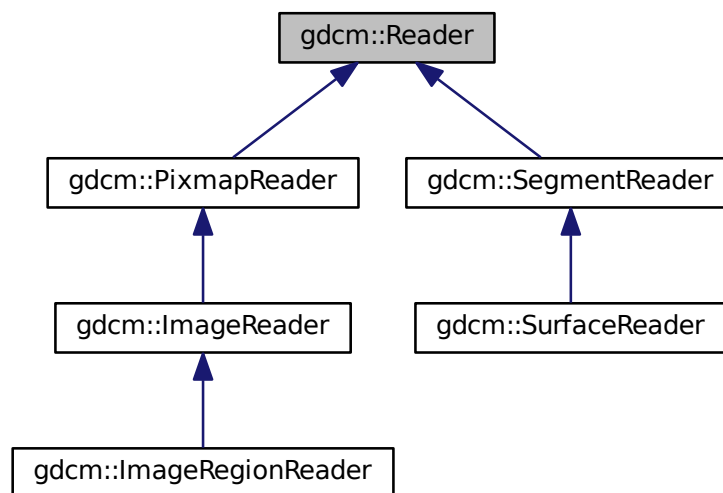 gdcm::Reader
gdcm::PixmapReader
gdcm::SegmentReader
gdcm::ImageReader
gdcm::SurfaceReader
gdcm::ImageRegionReader